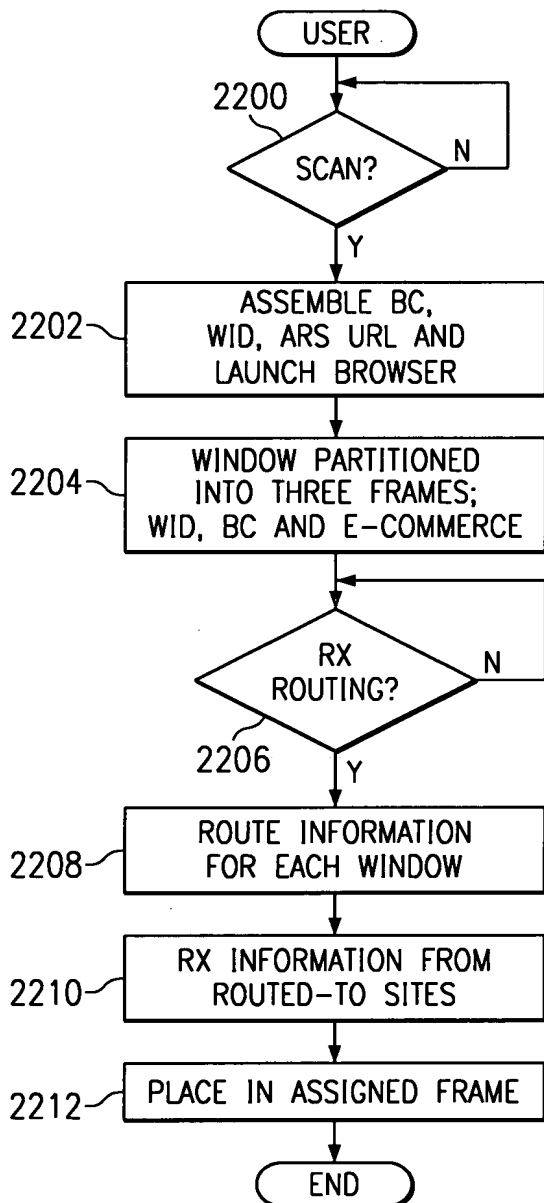 USER
2200
SCAN?
N
Y
2202
ASSEMBLE BC,
WID, ARS URL AND
LAUNCH BROWSER
2204
WINDOW PARTITIONED
INTO THREE FRAMES;
WID, BC AND E-COMMERCE
RX
ROUTING?
N
2206
Y
2208
ROUTE INFORMATION
FOR EACH WINDOW
2210
RX INFORMATION FROM
ROUTED-TO SITES
2212
PLACE IN ASSIGNED FRAME
END